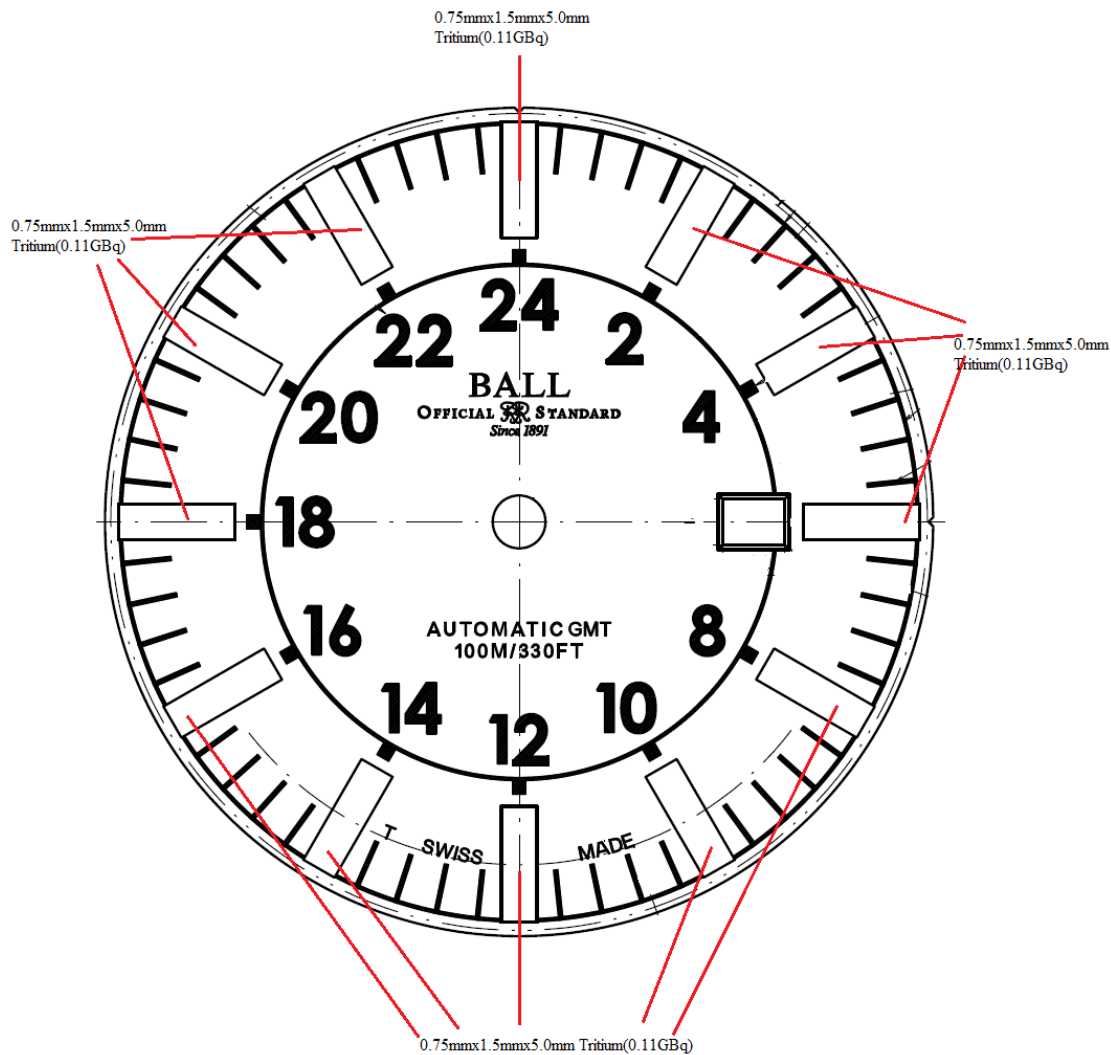 0.75mmx1.5mmx5.0mm
Tritium(0.11GBq)
0.75mmx1.5mmx5.0mm
Tritium(0.11GBq)
0.75mmx1.5mmx5.0mm
Tritium(0.11GBq)
24
22
2
BALL
OFFICIAL STANDARD
Since 1891
20
4
18
16
8
AUTOMATIC GMT
100M/330FT
14
10
12
T SWISS MADE
0.75mmx1.5mmx5.0mm Tritium(0.11GBq)